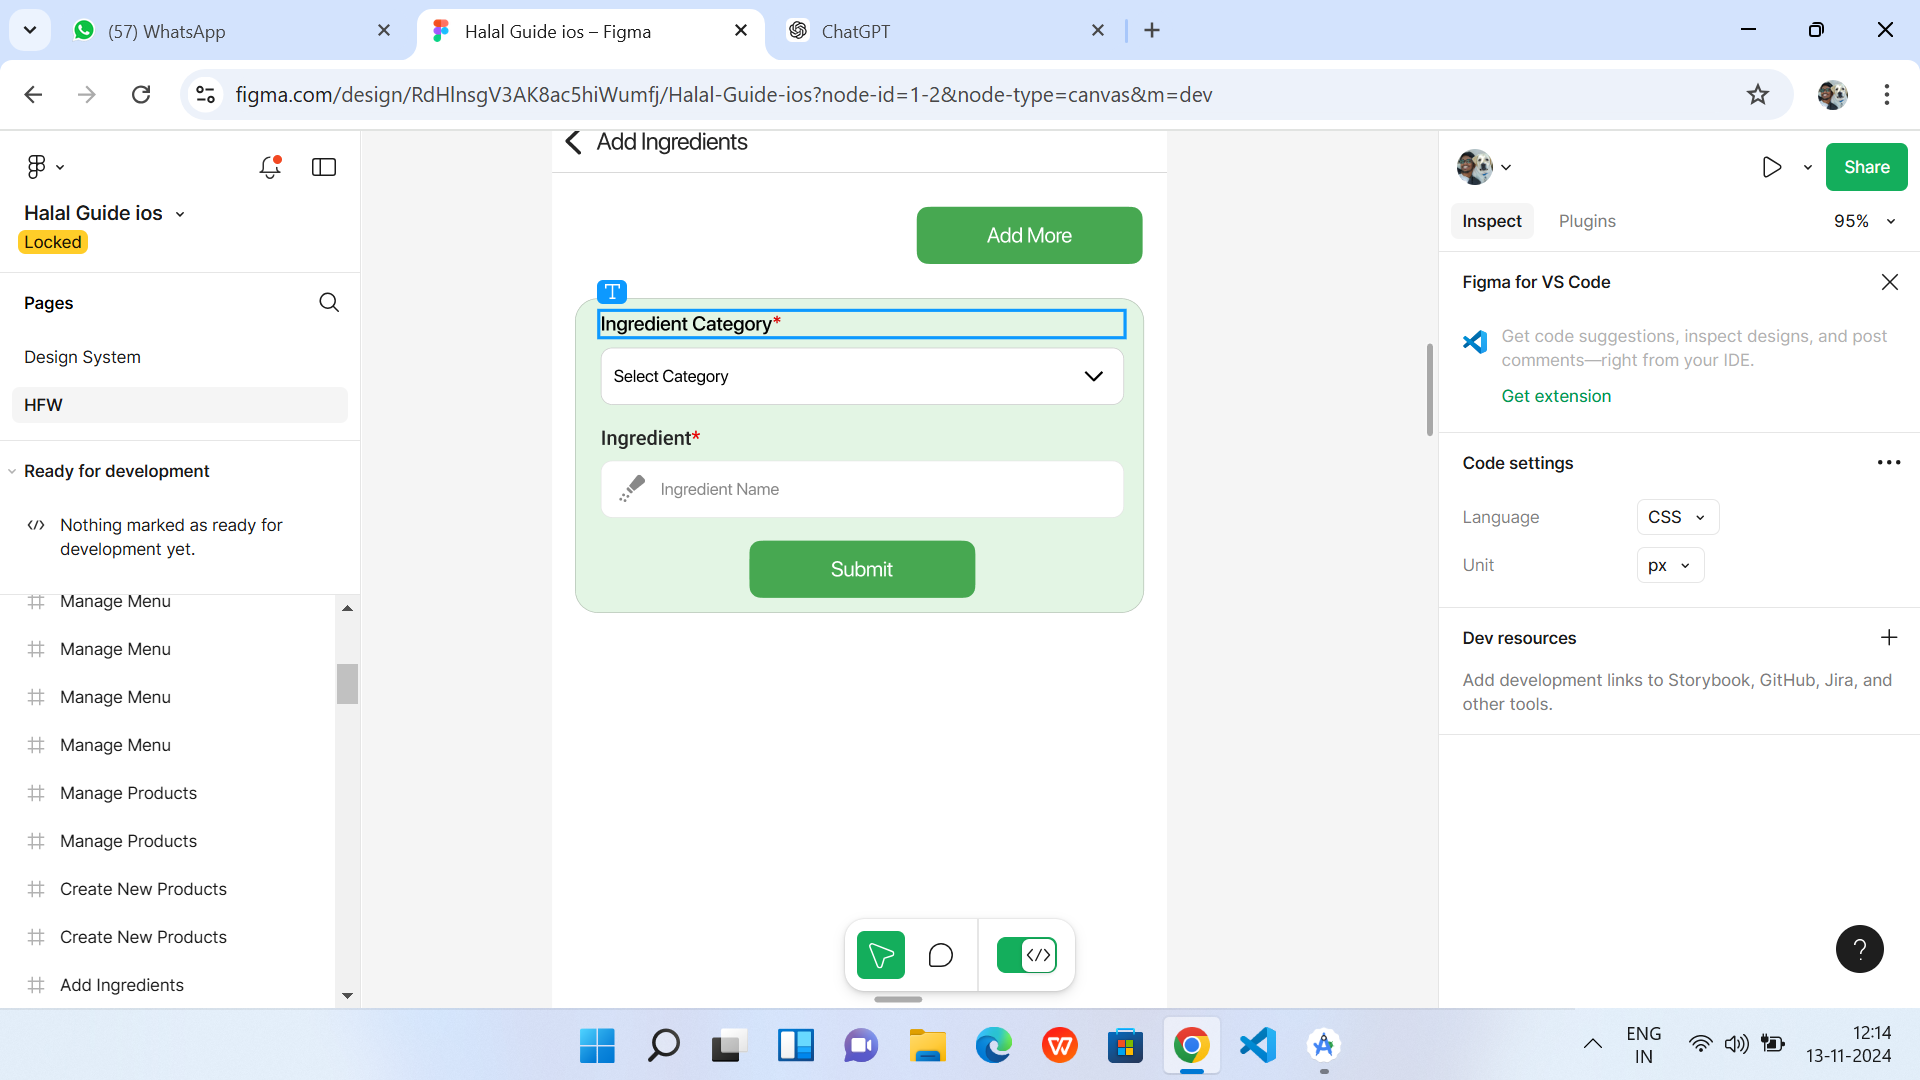 (57) WhatsApp
Halal Guide ios – Figma
ChatGPT
figma.com/design/RdHlnsgV3AK8ac5hiWumfj/Halal-Guide-ios?node-id=1-2&node-type=canvas&m=dev
Halal Guide ios
Locked
Pages
Design System
HFW
Ready for development
Nothing marked as ready for
development yet.
Manage Menu
Manage Menu
Manage Menu
Manage Menu
Manage Products
Manage Products
Create New Products
Create New Products
Add Ingredients
Add Ingredients
Add More
T
Ingredient Category*
Select Category
Ingredient*
Ingredient Name
Submit
</>
Share
Inspect
Plugins
95%
Figma for VS Code
Get code suggestions, inspect designs, and post
comments—right from your IDE.
Get extension
Code settings
Language
CSS
Unit
px
Dev resources
Add development links to Storybook, GitHub, Jira, and
other tools.
?
ENG
IN
12:14
13-11-2024